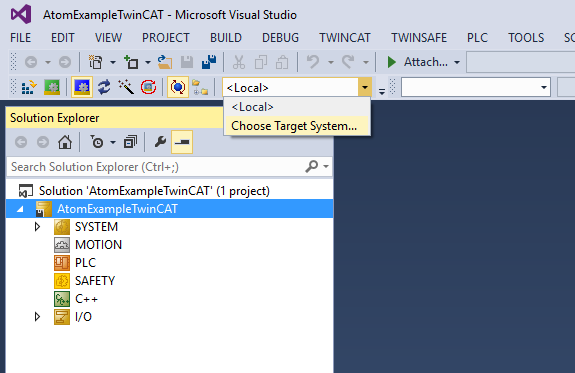 AtomExampleTwinCAT - Microsoft Visual Studio
FILE EDIT VIEW PROJECT BUILD DEBUG TWINCAT TWINSAFE PLC TOOLS
Attach...
<Local>
<Local>
Choose Target System...
Solution Explorer
Search Solution Explorer (Ctrl+;)
Solution 'AtomExampleTwinCAT' (1 project)
AtomExampleTwinCAT
SYSTEM
MOTION
PLC
SAFETY
C++
I/O